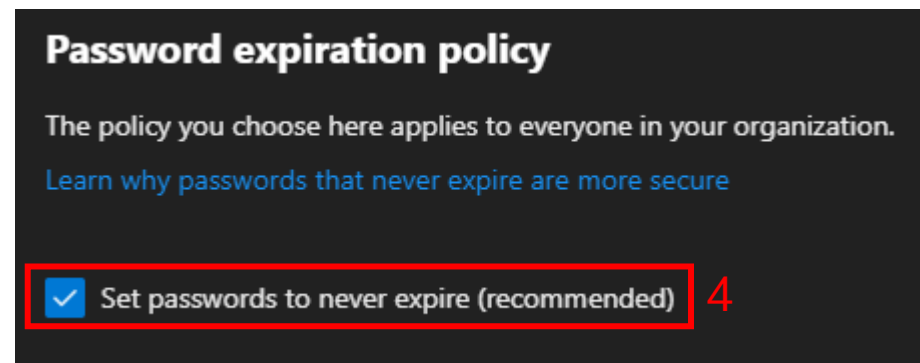 Password expiration policy
The policy you choose here applies to everyone in your organization.
Learn why passwords that never expire are more secure
Set passwords to never expire (recommended) 4